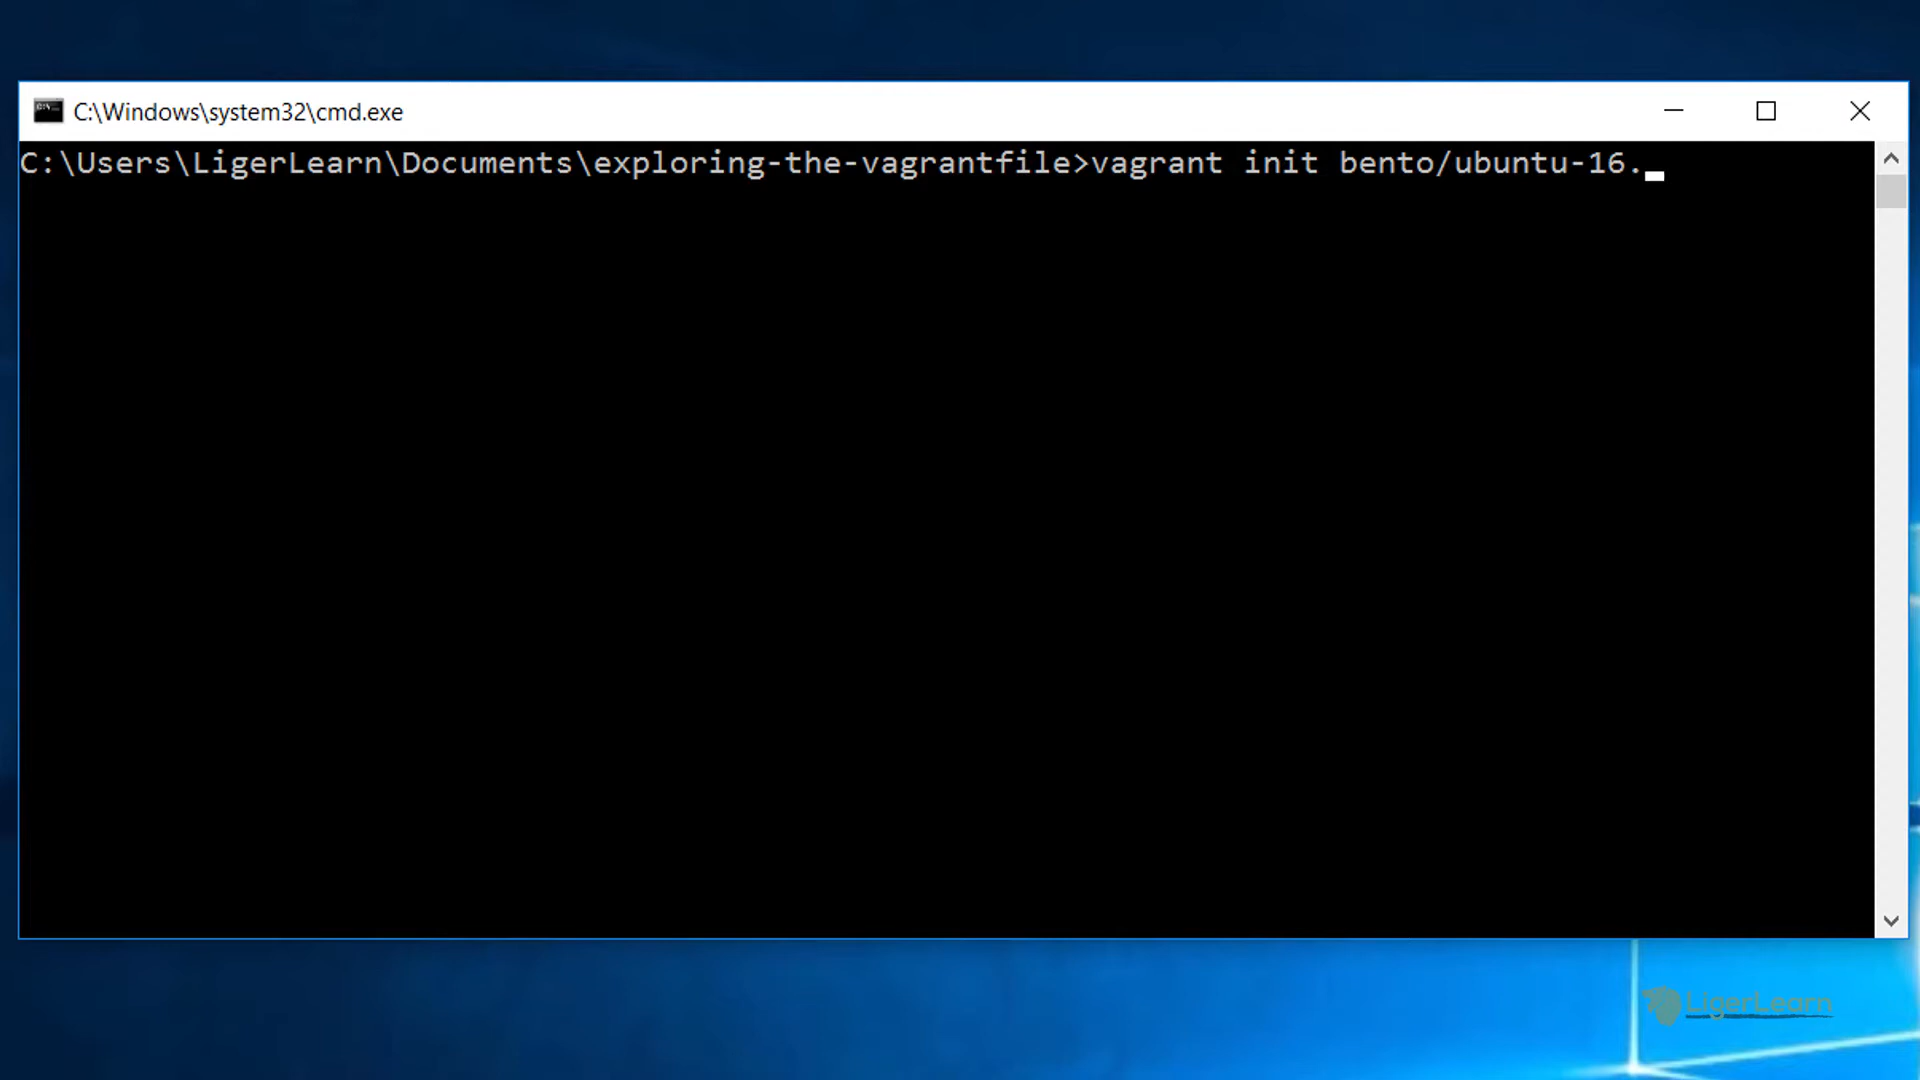 C:\Windows\system32\cmd.exe
C:\Users\LigerLearn\Documents\exploring-the-vagrantfile>vagrant init bento/ubuntu-16.
LigerLearn